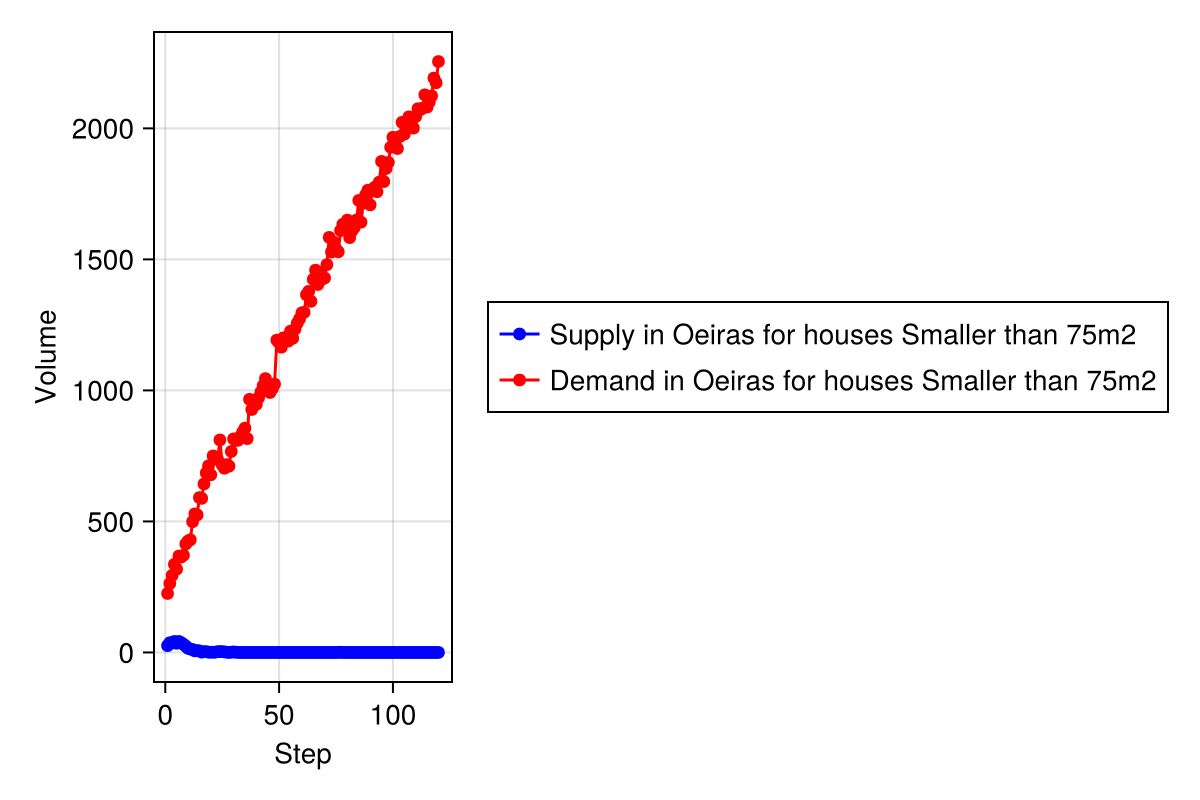 Volume
2000
1500
1000
500
0
0 50 100
Step
Supply in Oeiras for houses Smaller than 75m2
Demand in Oeiras for houses Smaller than 75m2